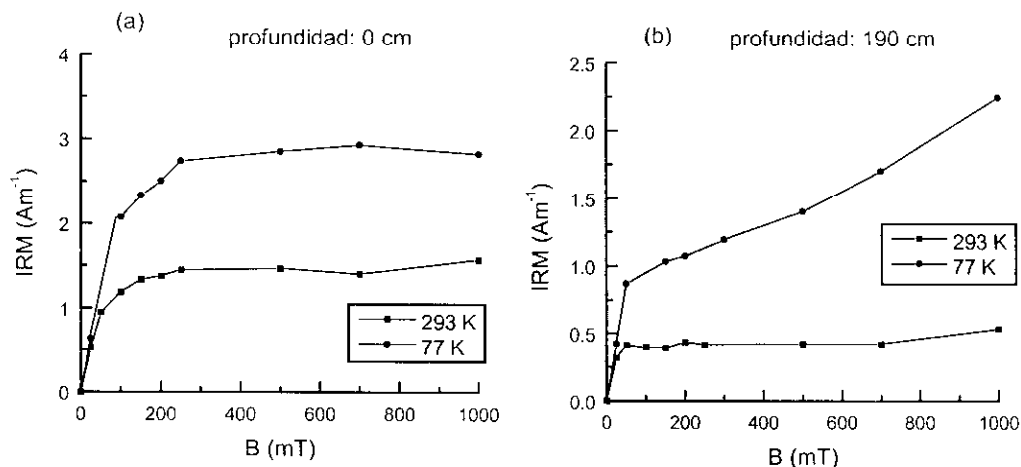 (a)
profundidad: 0 cm
IRM (Am⁻¹)
4
3
2
1
0
0 200 400 600 800 1000
B (mT)
293 K
77 K
(b)
profundidad: 190 cm
IRM (Am⁻¹)
2.5
2.0
1.5
1.0
0.5
0.0
0 200 400 600 800 1000
B (mT)
293 K
77 K